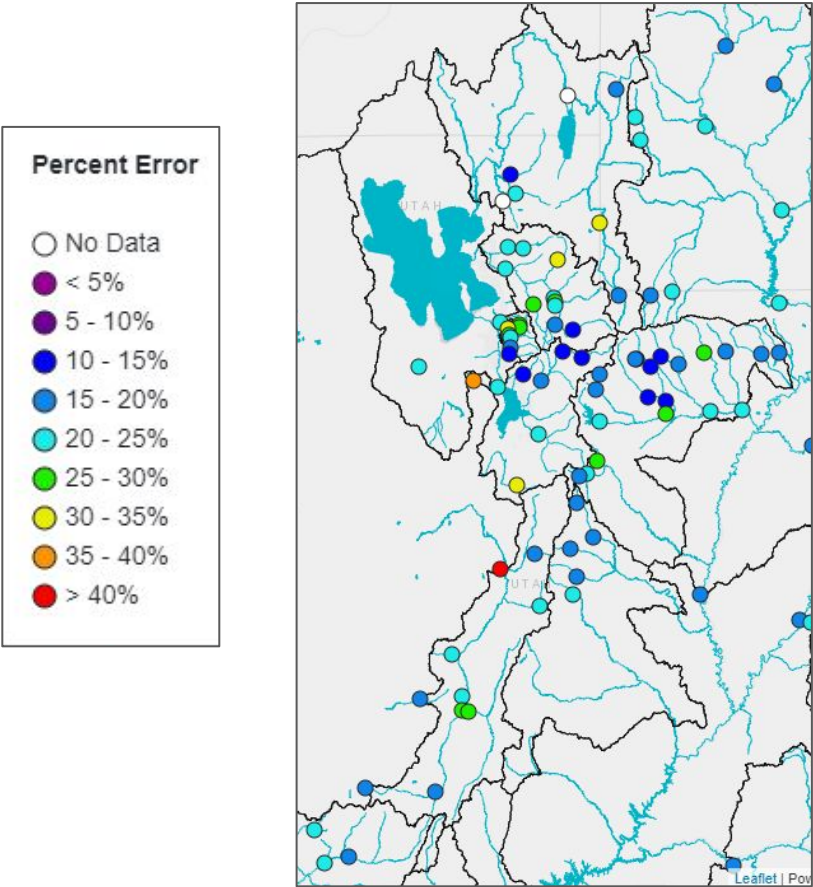 Percent Error
No Data
< 5%
5 - 10%
10 - 15%
15 - 20%
20 - 25%
25 - 30%
30 - 35%
35 - 40%
> 40%
UTAH
UTAH
Leaflet | Pow